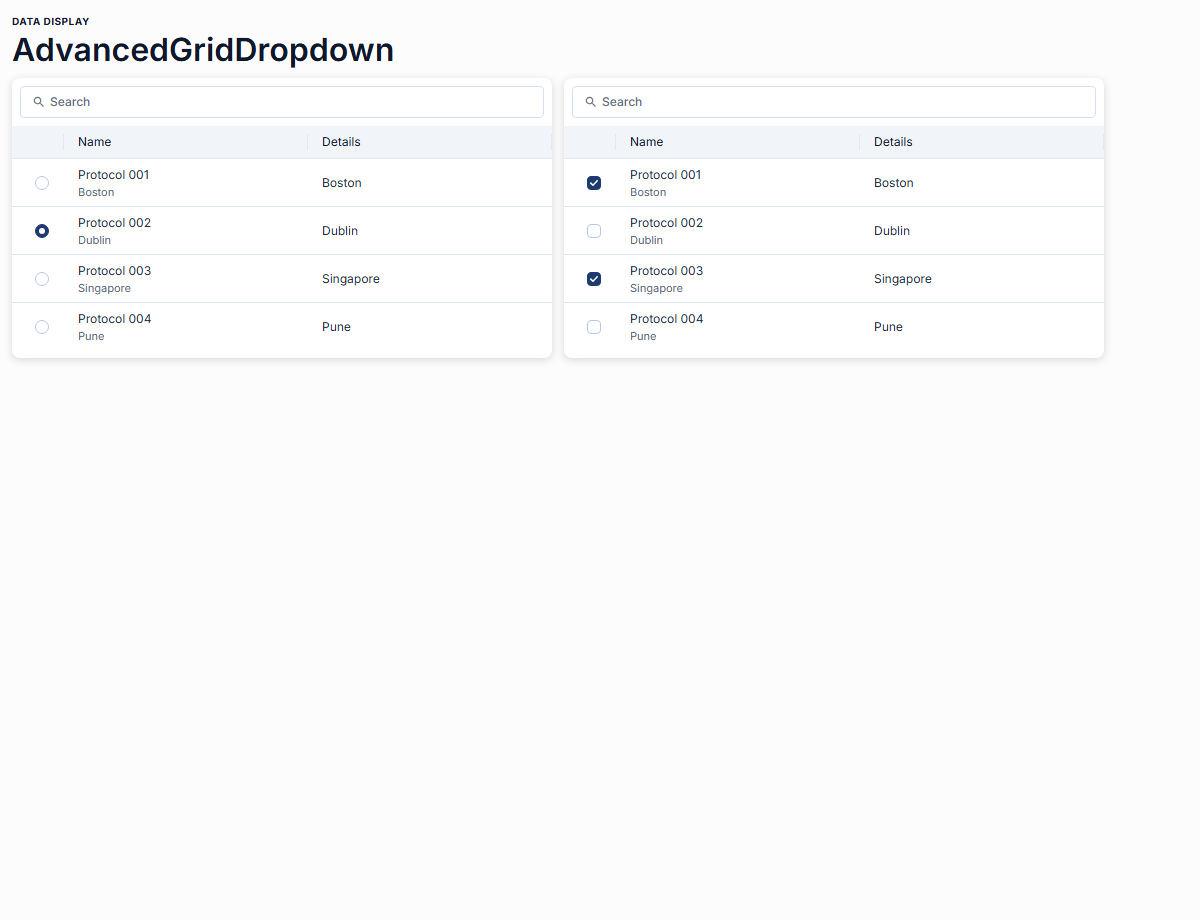 DATA DISPLAY
AdvancedGridDropdown
Search
Name Details
Protocol 001
Boston
Boston
Protocol 002
Dublin
Dublin
Protocol 003
Singapore
Singapore
Protocol 004
Pune
Pune
Search
Name Details
Protocol 001
Boston
Boston
Protocol 002
Dublin
Dublin
Protocol 003
Singapore
Singapore
Protocol 004
Pune
Pune